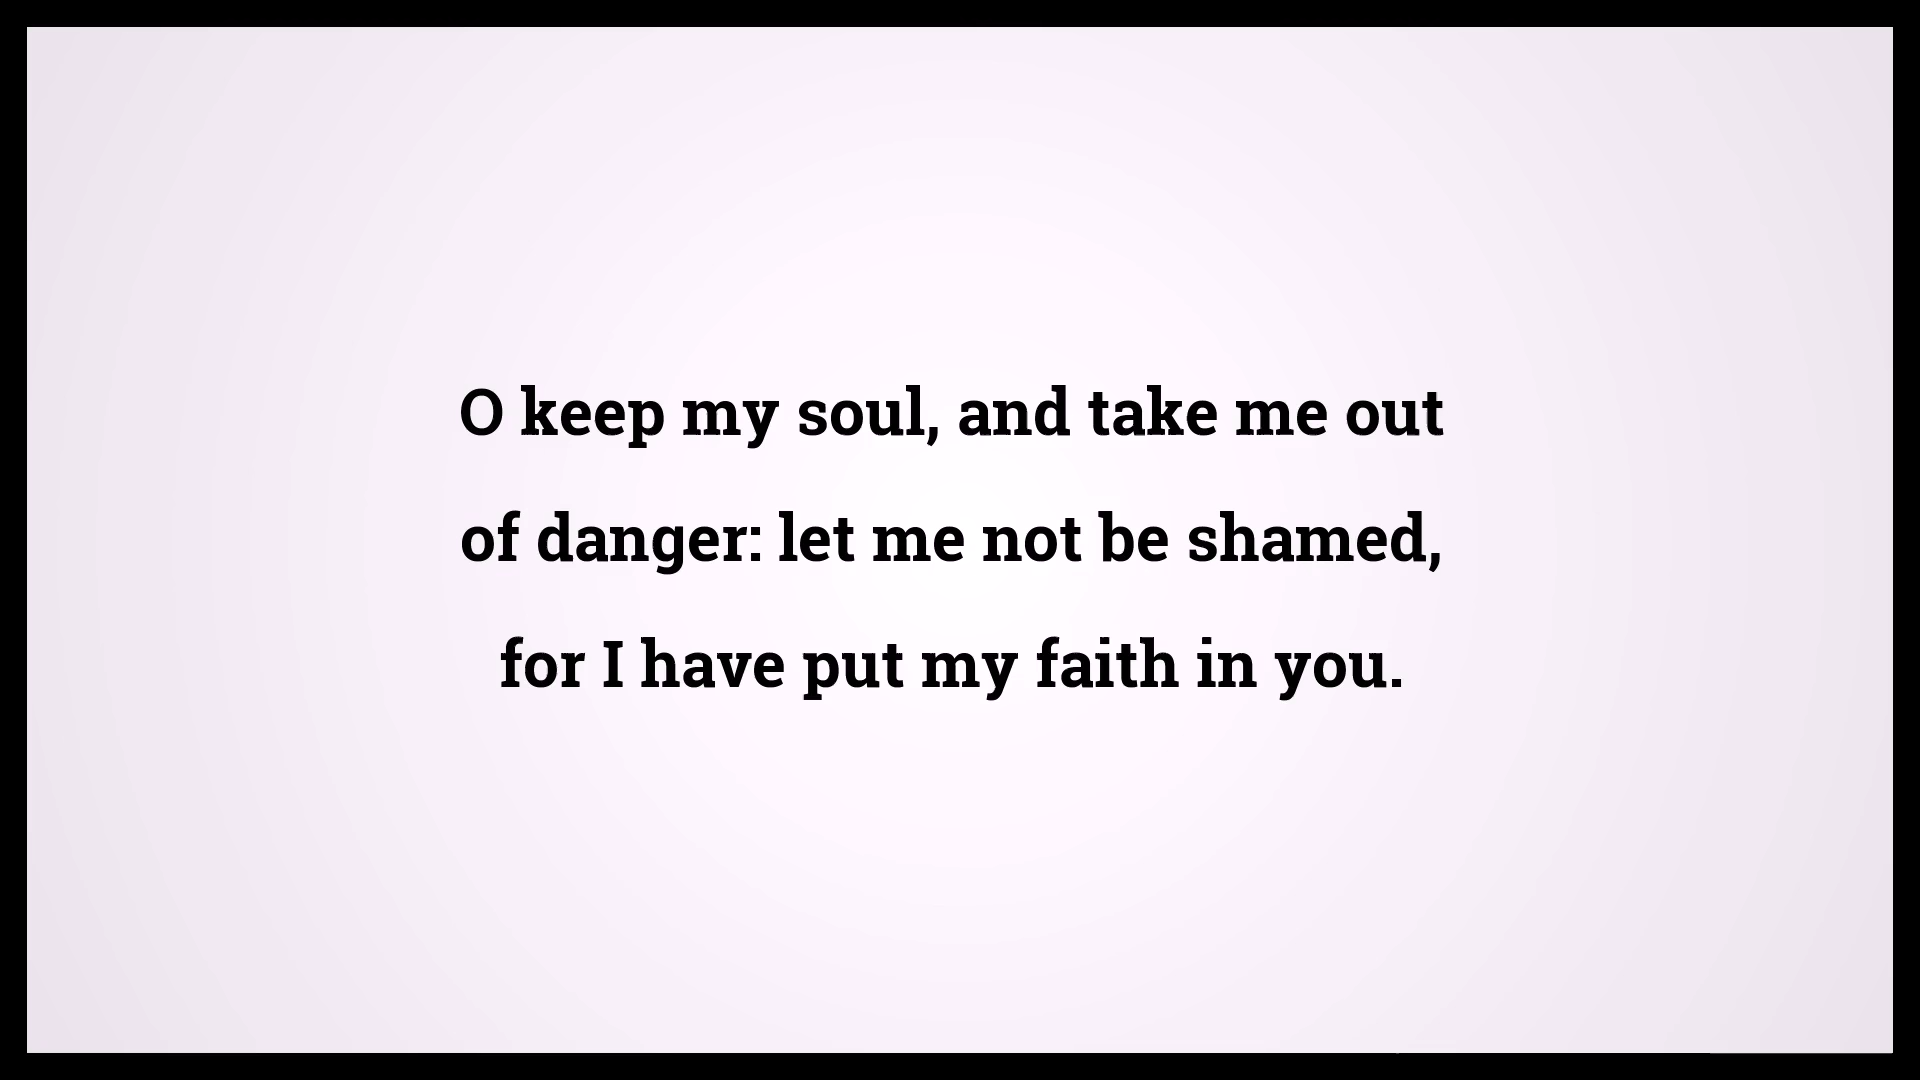 O keep my soul, and take me out
of danger: let me not be shamed,
for I have put my faith in you.